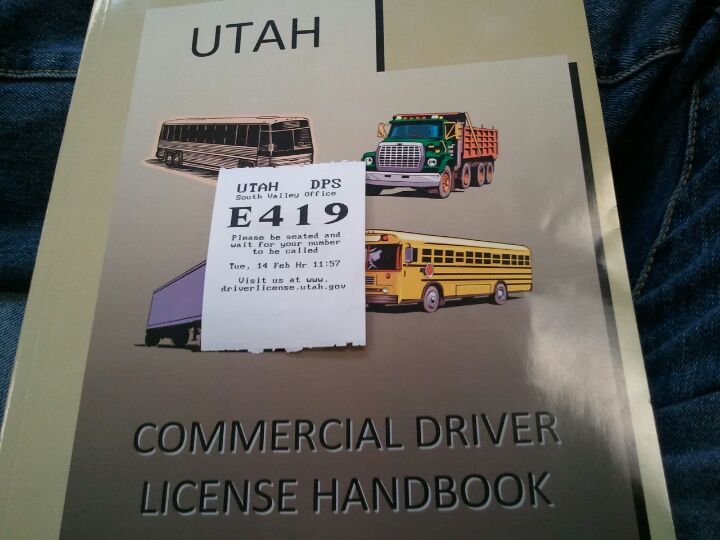 UTAH
UTAH DPS
South Valley Office
E419
Please be seated and
wait for your number
to be called
Tue, 14 Feb Hr 11:57
Visit us at www.
driverlicense.utah.gov
COMMERCIAL DRIVER
LICENSE HANDBOOK